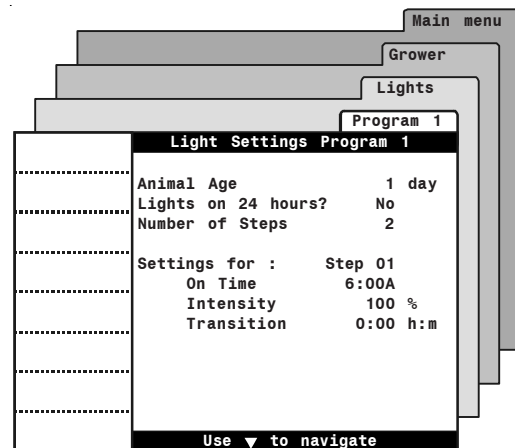 Main menu
Grower
Lights
Program 1
Light Settings Program 1
Animal Age 1 day
Lights on 24 hours? No
Number of Steps 2
Settings for : Step 01
On Time 6:00A
Intensity 100 %
Transition 0:00 h:m
Use ▼ to navigate